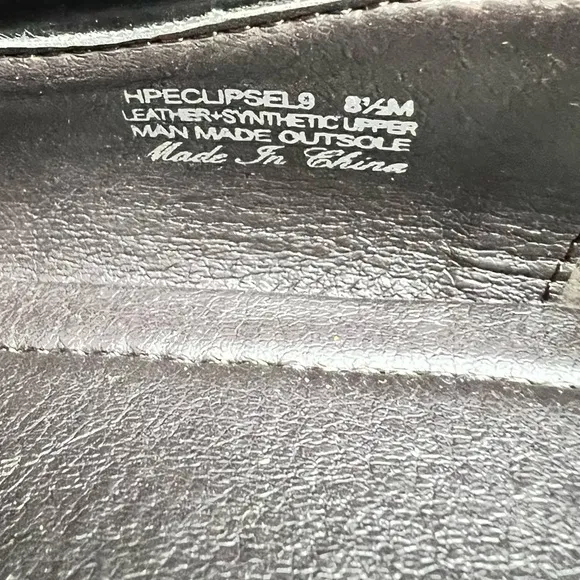 HPECLIPSEL9 8½M
LEATHER+SYNTHETIC UPPER
MAN MADE OUTSOLE
Made In China